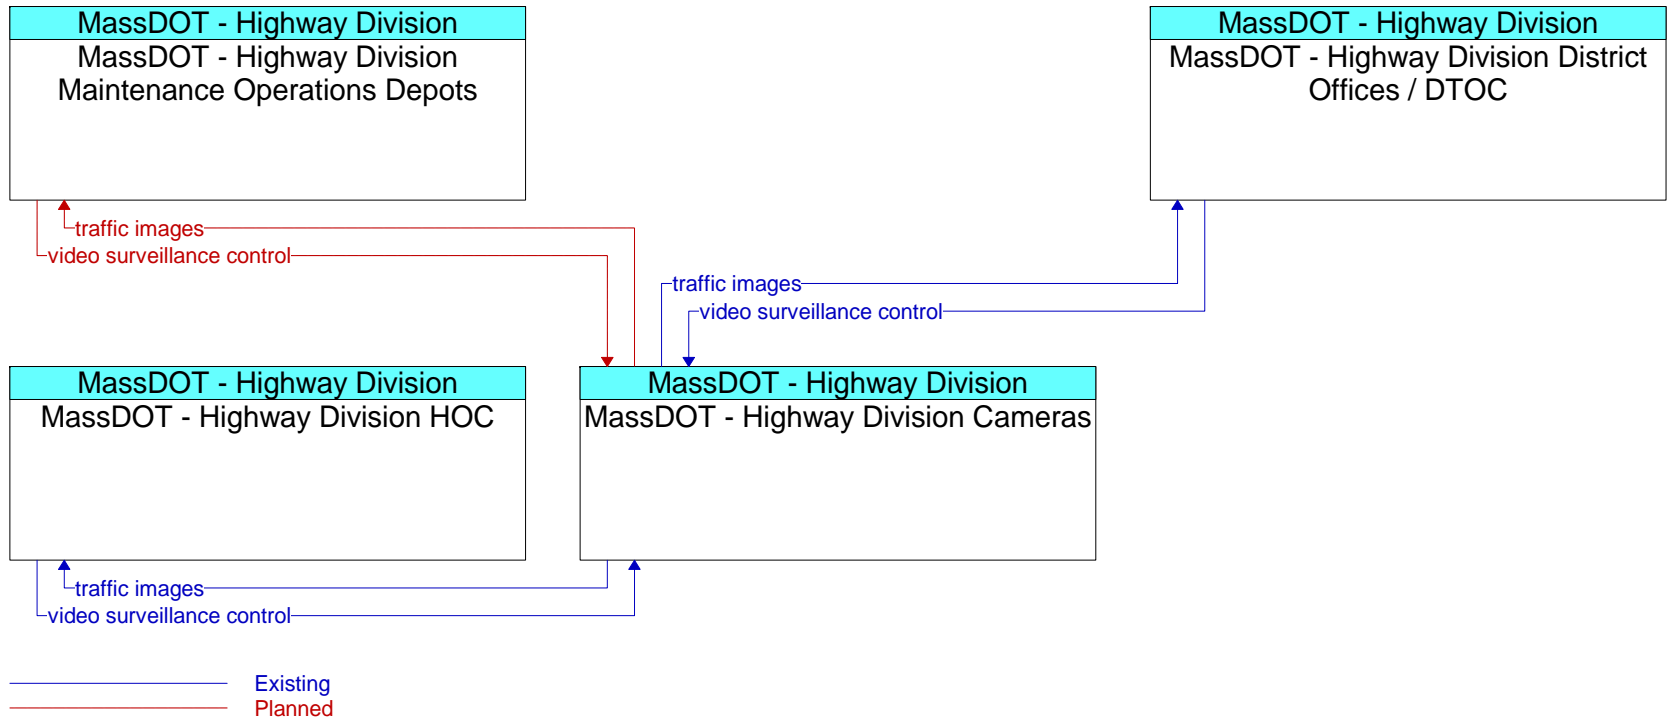 MassDOT - Highway Division
MassDOT - Highway Division
Maintenance Operations Depots
MassDOT - Highway Division
MassDOT - Highway Division District
Offices / DTOC
traffic images
video surveillance control
traffic images
video surveillance control
MassDOT - Highway Division
MassDOT - Highway Division HOC
MassDOT - Highway Division
MassDOT - Highway Division Cameras
traffic images
video surveillance control
Existing
Planned